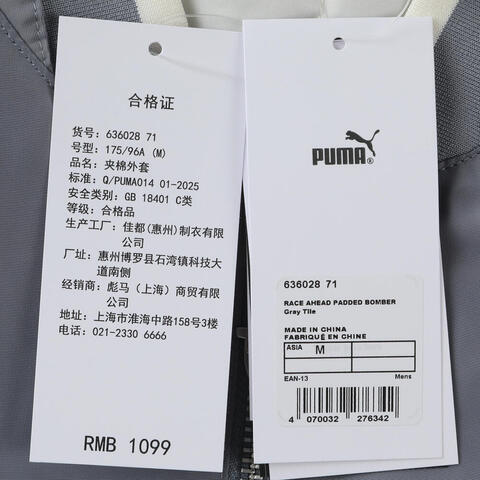 合格证
货号: 636028 71
号型: 175/96A (M)
品名: 夹棉外套
标准: Q/PUMA014 01-2025
安全类别: GB 18401 C类
等级: 合格品
生产工厂: 佳都(惠州)制衣有限
公司
厂址: 惠州博罗县石湾镇科技大
道南侧
经销商: 彪马（上海）商贸有限
公司
地址: 上海市淮海中路158号3楼
电话: 021-2330 6666
RMB 1099
PUMA®
636028 71
RACE AHEAD PADDED BOMBER
Gray Tile
MADE IN CHINA
FABRIQUÉ EN CHINE
ASIA M
EAN-13 Mens
4 070032 276342